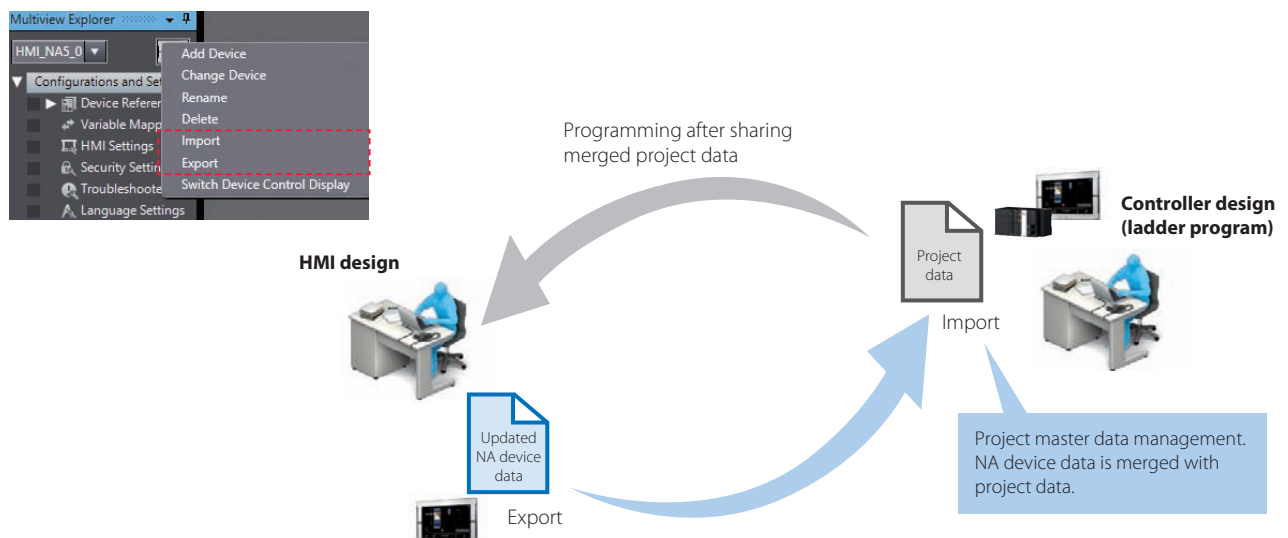 Multiview Explorer
HMI_NA5_0
Add Device
Change Device
Rename
Delete
Import
Export
Switch Device Control Display
Configurations and Set
Device Referen
Variable Mapp
HMI Settings
Security Settin
Troubleshoote
Language Settings
Programming after sharing
merged project data
HMI design
Controller design
(ladder program)
Project
data
Import
Updated
NA device
data
Export
Project master data management.
NA device data is merged with
project data.